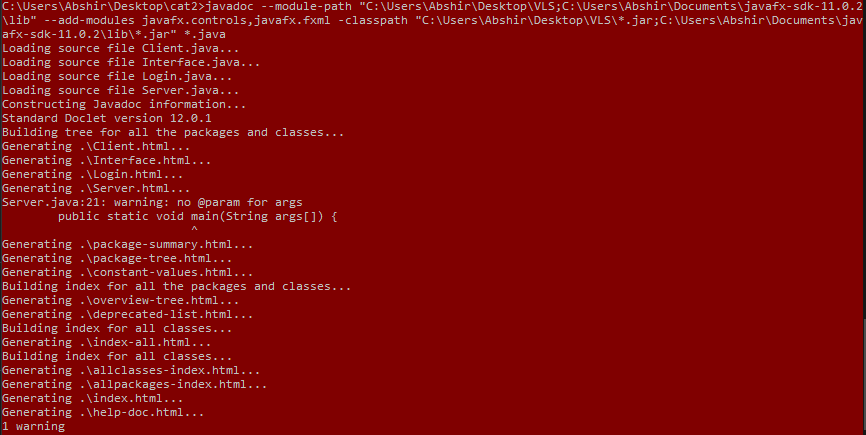 C:\Users\Abshir\Desktop\cat2>javadoc --module-path "C:\Users\Abshir\Desktop\VLS;C:\Users\Abshir\Documents\javafx-sdk-11.0.2
\lib" --add-modules javafx.controls,javafx.fxml -classpath "C:\Users\Abshir\Desktop\VLS\*.jar;C:\Users\Abshir\Documents\jav
afx-sdk-11.0.2\lib\*.jar" *.java
Loading source file Client.java...
Loading source file Interface.java...
Loading source file Login.java...
Loading source file Server.java...
Constructing Javadoc information...
Standard Doclet version 12.0.1
Building tree for all the packages and classes...
Generating .\Client.html...
Generating .\Interface.html...
Generating .\Login.html...
Generating .\Server.html...
Server.java:21: warning: no @param for args
        public static void main(String args[]) {
                           ^
Generating .\package-summary.html...
Generating .\package-tree.html...
Generating .\constant-values.html...
Building index for all the packages and classes...
Generating .\overview-tree.html...
Generating .\deprecated-list.html...
Building index for all classes...
Generating .\index-all.html...
Building index for all classes...
Generating .\allclasses-index.html...
Generating .\allpackages-index.html...
Generating .\index.html...
Generating .\help-doc.html...
1 warning